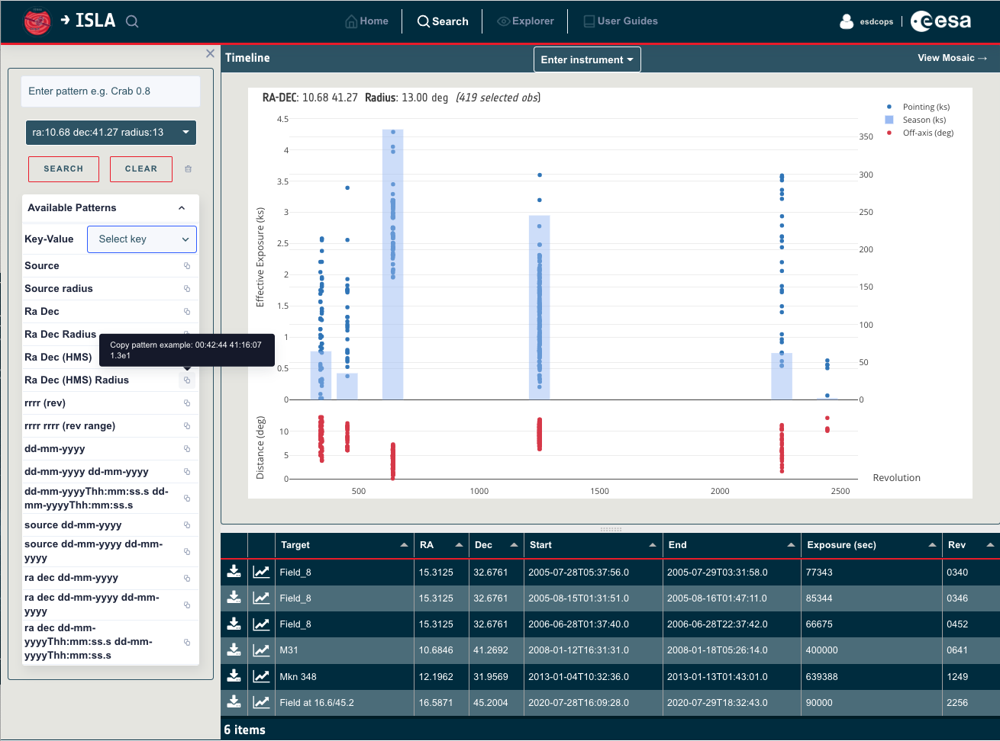 ISLA
Home
Search
Explorer
User Guides
esdcops
esa
Timeline
Enter instrument
View Mosaic →
Enter pattern e.g. Crab 0.8
ra:10.68 dec:41.27 radius:13
SEARCH
CLEAR
Available Patterns
Key-Value
Select key
Source
Source radius
Ra Dec
Ra Dec Radius
Ra Dec (HMS)
Copy pattern example: 00:42:44 41:16:07
1.3e1
Ra Dec (HMS) Radius
rrrr (rev)
rrrr rrrr (rev range)
dd-mm-yyyy
dd-mm-yyyy dd-mm-yyyy
dd-mm-yyyyThh:mm:ss.s dd-
mm-yyyyThh:mm:ss.s
source dd-mm-yyyy
source dd-mm-yyyy dd-mm-
yyyy
ra dec dd-mm-yyyy
ra dec dd-mm-yyyy dd-mm-
yyyy
ra dec dd-mm-
yyyyThh:mm:ss.s dd-mm-
yyyyThh:mm:ss.s
RA-DEC: 10.68 41.27 Radius: 13.00 deg (419 selected obs)
Pointing (ks)
Season (ks)
Off-axis (deg)
Effective Exposure (ks)
4.5
4
3.5
3
2.5
2
1.5
1
0.5
0
350
300
250
200
150
100
50
0
Distance (deg)
10
5
0
500
1000
1500
2000
2500
Revolution
Target RA Dec Start End Exposure (sec) Rev
Field_8 15.3125 32.6761 2005-07-28T05:37:56.0 2005-07-29T03:31:58.0 77343 0340
Field_8 15.3125 32.6761 2005-08-15T01:31:51.0 2005-08-16T01:47:11.0 85344 0346
Field_8 15.3125 32.6761 2006-06-28T01:37:40.0 2006-06-28T22:37:42.0 66675 0452
M31 10.6846 41.2692 2008-01-12T16:31:31.0 2008-01-18T05:26:14.0 400000 0641
Mkn 348 12.1962 31.9569 2013-01-04T10:32:36.0 2013-01-13T01:43:01.0 639388 1249
Field at 16.6/45.2 16.5871 45.2004 2020-07-28T16:09:28.0 2020-07-29T18:32:43.0 90000 2256
6 items